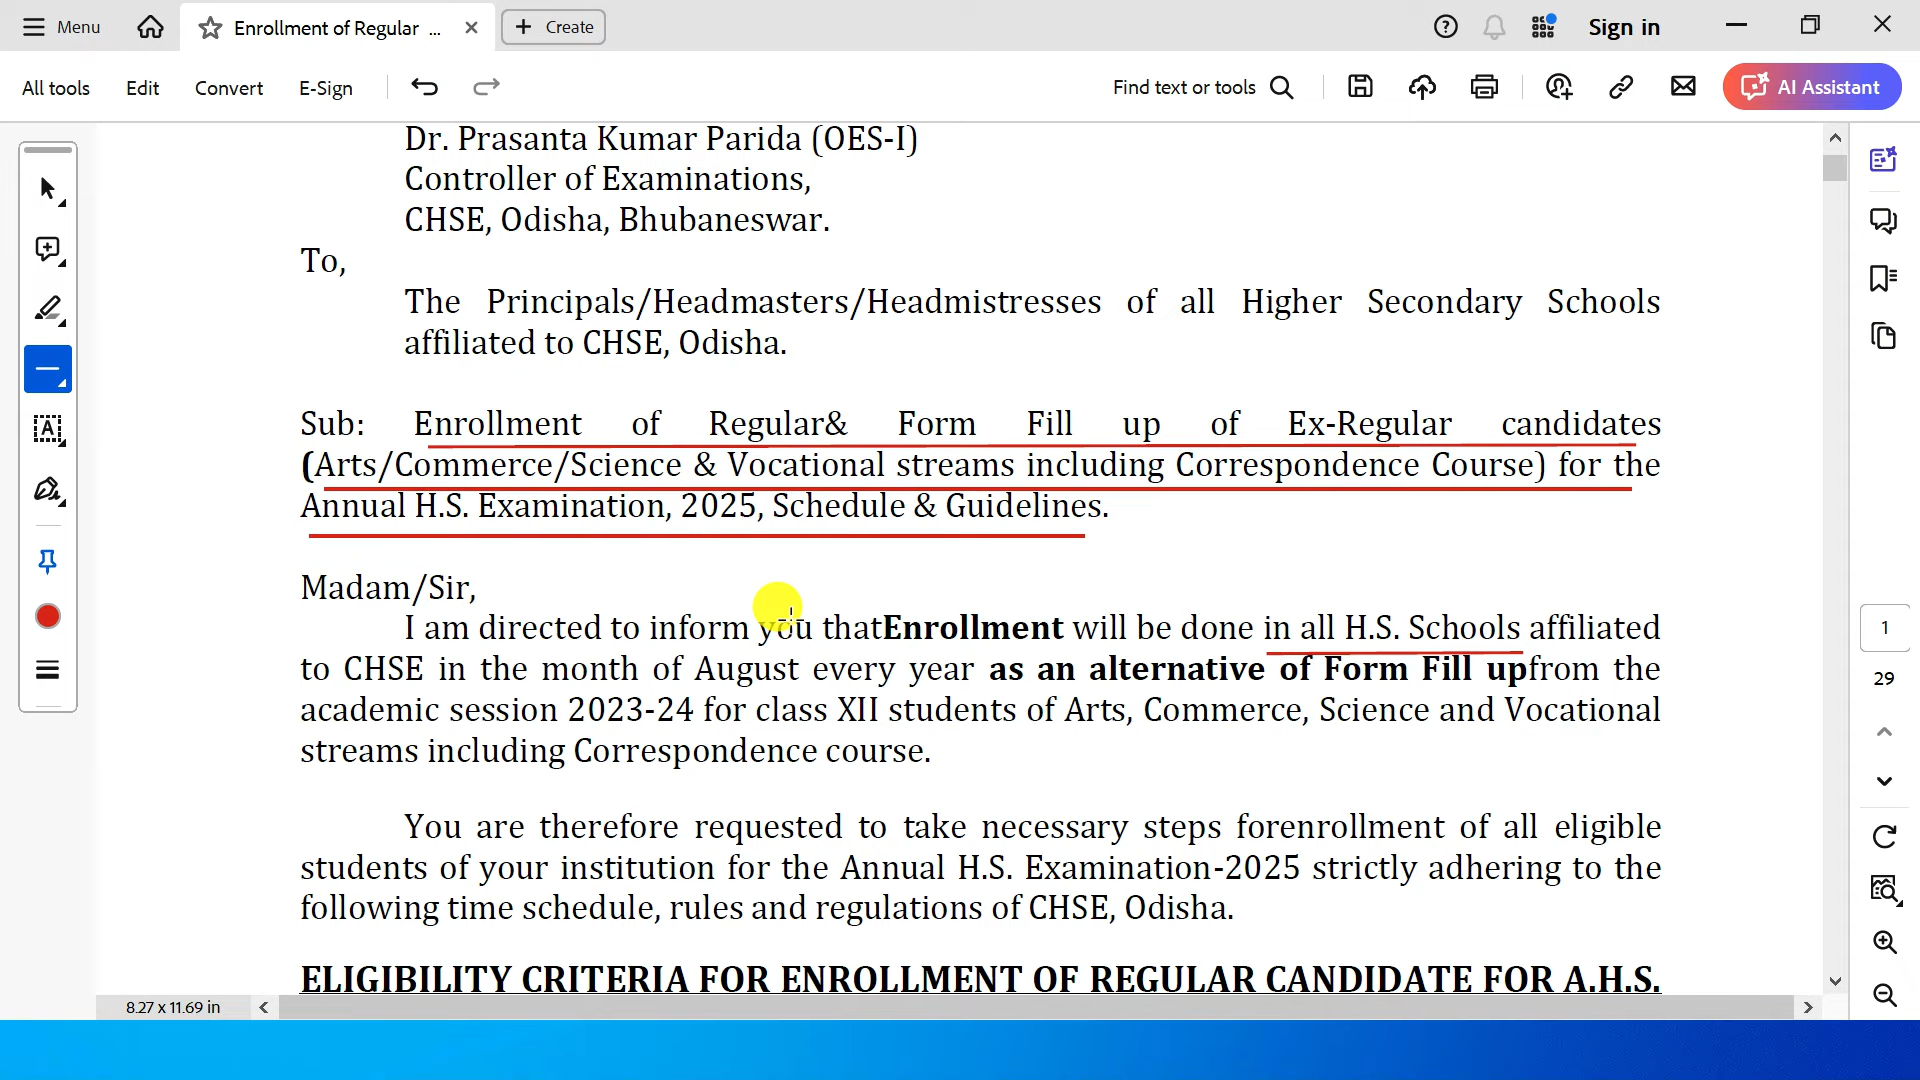 Menu
Enrollment of Regular ...
Create
Sign in
All tools
Edit
Convert
E-Sign
Find text or tools
AI Assistant
Dr. Prasanta Kumar Parida (OES-I)
Controller of Examinations,
CHSE, Odisha, Bhubaneswar.
To,
The Principals/Headmasters/Headmistresses of all Higher Secondary Schools
affiliated to CHSE, Odisha.
Sub: Enrollment of Regular& Form Fill up of Ex-Regular candidates
(Arts/Commerce/Science & Vocational streams including Correspondence Course) for the
Annual H.S. Examination, 2025, Schedule & Guidelines.
Madam/Sir,
I am directed to inform you thatEnrollment will be done in all H.S. Schools affiliated
to CHSE in the month of August every year as an alternative of Form Fill upfrom the
academic session 2023-24 for class XII students of Arts, Commerce, Science and Vocational
streams including Correspondence course.
You are therefore requested to take necessary steps forenrollment of all eligible
students of your institution for the Annual H.S. Examination-2025 strictly adhering to the
following time schedule, rules and regulations of CHSE, Odisha.
ELIGIBILITY CRITERIA FOR ENROLLMENT OF REGULAR CANDIDATE FOR A.H.S.
8.27 x 11.69 in
1
29